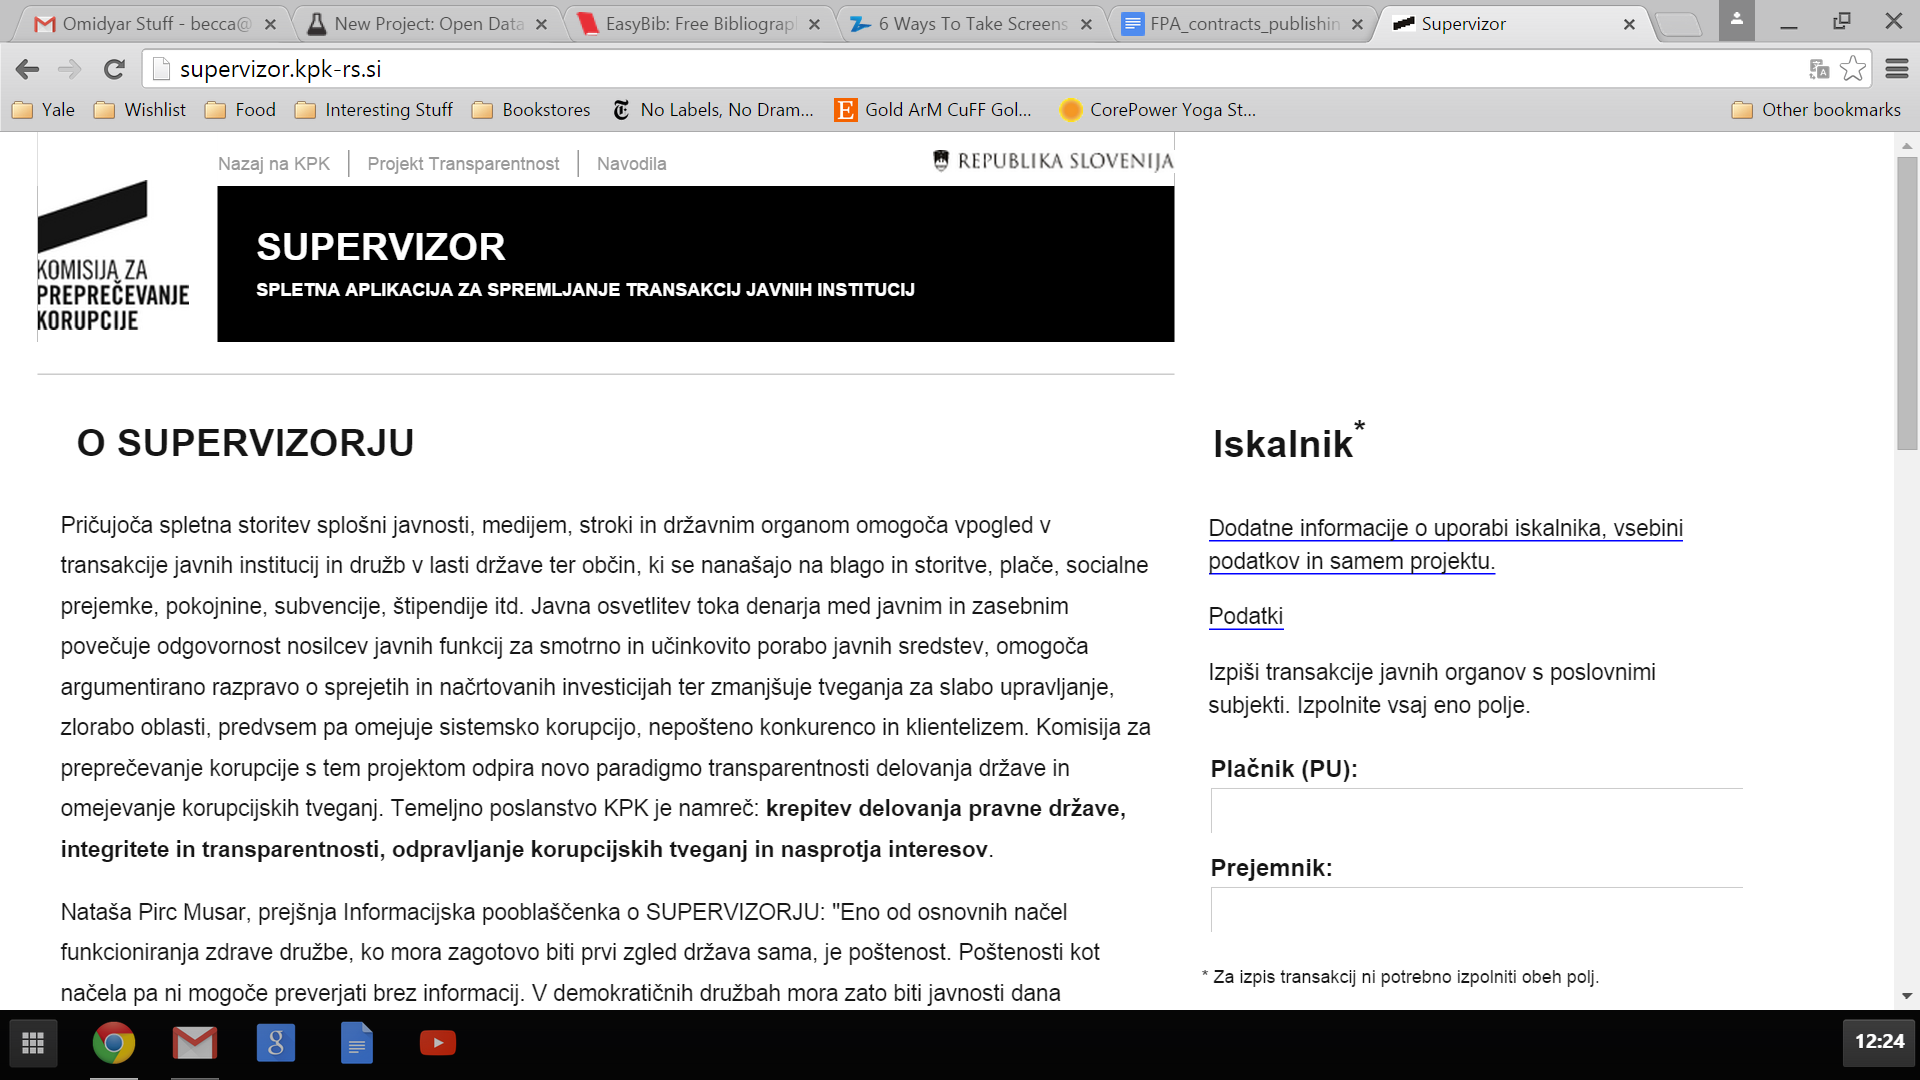 Omidyar Stuff - becca@
New Project: Open Data
EasyBib: Free Bibliograp
6 Ways To Take Screens
FPA_contracts_publishin
Supervizor
supervizor.kpk-rs.si
Yale
Wishlist
Food
Interesting Stuff
Bookstores
No Labels, No Dram...
Gold ArM CuFF Gol...
CorePower Yoga St...
Other bookmarks
Nazaj na KPK
Projekt Transparentnost
Navodila
REPUBLIKA SLOVENIJA
KOMISIJA ZA
PREPREČEVANJE
KORUPCIJE
SUPERVIZOR
SPLETNA APLIKACIJA ZA SPREMLJANJE TRANSAKCIJ JAVNIH INSTITUCIJ
O SUPERVIZORJU
Pričujoča spletna storitev splošni javnosti, medijem, stroki in državnim organom omogoča vpogled v
transakcije javnih institucij in družb v lasti države ter občin, ki se nanašajo na blago in storitve, plače, socialne
prejemke, pokojnine, subvencije, štipendije itd. Javna osvetlitev toka denarja med javnim in zasebnim
povečuje odgovornost nosilcev javnih funkcij za smotrno in učinkovito porabo javnih sredstev, omogoča
argumentirano razpravo o sprejetih in načrtovanih investicijah ter zmanjšuje tveganja za slabo upravljanje,
zlorabo oblasti, predvsem pa omejuje sistemsko korupcijo, nepošteno konkurenco in klientelizem. Komisija za
preprečevanje korupcije s tem projektom odpira novo paradigmo transparentnosti delovanja države in
omejevanje korupcijskih tveganj. Temeljno poslanstvo KPK je namreč: krepitev delovanja pravne države,
integritete in transparentnosti, odpravljanje korupcijskih tveganj in nasprotja interesov.
Nataša Pirc Musar, prejšnja Informacijska pooblaščenka o SUPERVIZORJU: "Eno od osnovnih načel
funkcioniranja zdrave družbe, ko mora zagotovo biti prvi zgled država sama, je poštenost. Poštenosti kot
načela pa ni mogoče preverjati brez informacij. V demokratičnih družbah mora zato biti javnosti dana
Iskalnik*
Dodatne informacije o uporabi iskalnika, vsebini
podatkov in samem projektu.
Podatki
Izpiši transakcije javnih organov s poslovnimi
subjekti. Izpolnite vsaj eno polje.
Plačnik (PU):
Prejemnik:
* Za izpis transakcij ni potrebno izpolniti obeh polj.
12:24